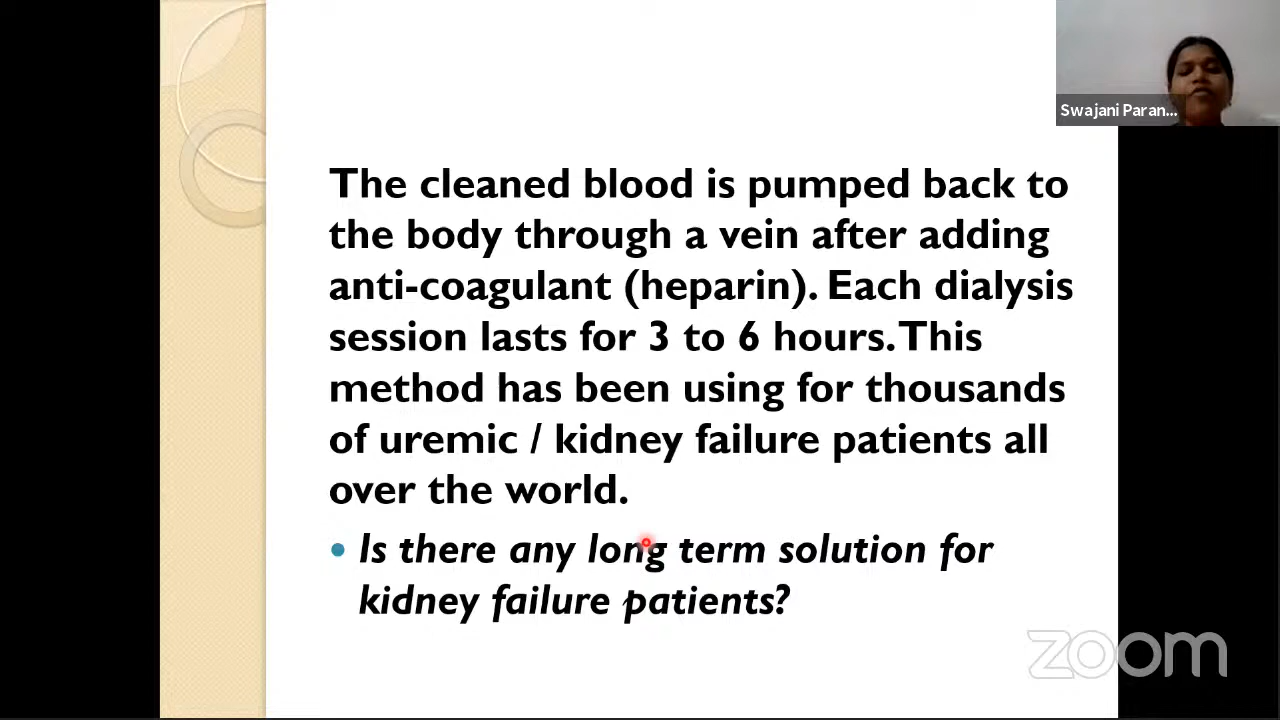 Swajani Paran...
The cleaned blood is pumped back to
the body through a vein after adding
anti-coagulant (heparin). Each dialysis
session lasts for 3 to 6 hours. This
method has been using for thousands
of uremic / kidney failure patients all
over the world.
• Is there any long term solution for
kidney failure patients?
zoom